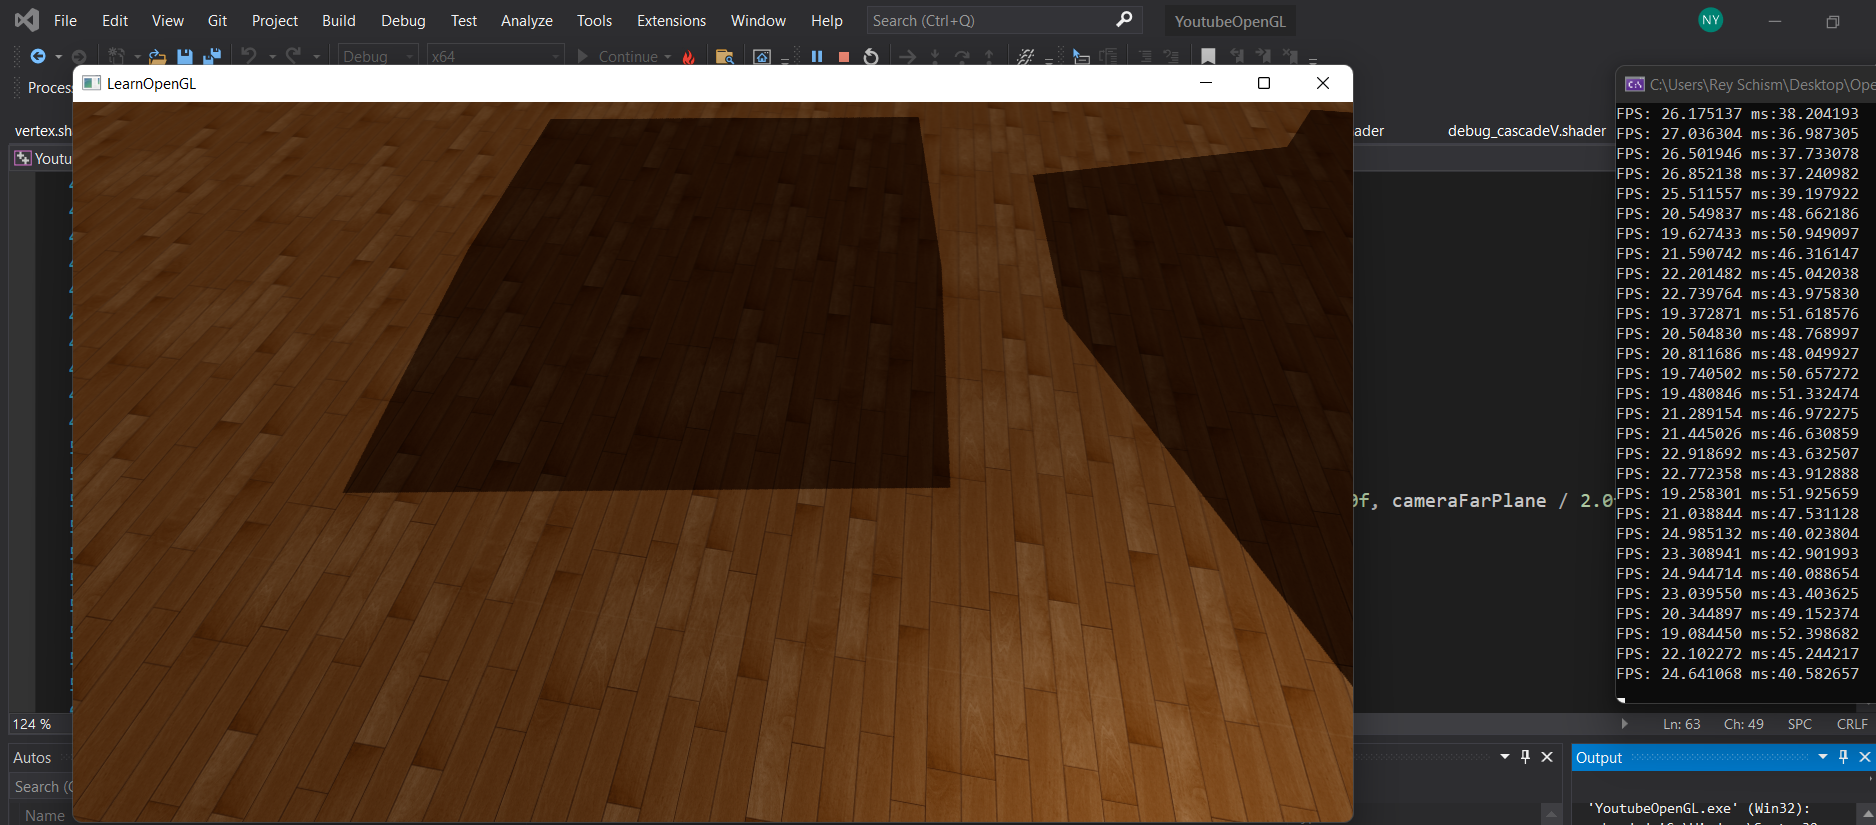 File Edit View Git Project Build Debug Test Analyze Tools Extensions Window Help Search (Ctrl+Q) YoutubeOpenGL NY
Debug x64 Continue
Process
LearnOpenGL
C:\Users\Rey Schism\Desktop\Ope
vertex.sh ader debug_cascadeV.shader
Youtu
FPS: 26.175137 ms:38.204193
FPS: 27.036304 ms:36.987305
FPS: 26.501946 ms:37.733078
FPS: 26.852138 ms:37.240982
FPS: 25.511557 ms:39.197922
FPS: 20.549837 ms:48.662186
FPS: 19.627433 ms:50.949097
FPS: 21.590742 ms:46.316147
FPS: 22.201482 ms:45.042038
FPS: 22.739764 ms:43.975830
FPS: 19.372871 ms:51.618576
FPS: 20.504830 ms:48.768997
FPS: 20.811686 ms:48.049927
FPS: 19.740502 ms:50.657272
FPS: 19.480846 ms:51.332474
FPS: 21.289154 ms:46.972275
FPS: 21.445026 ms:46.630859
FPS: 22.918692 ms:43.632507
FPS: 22.772358 ms:43.912888
FPS: 19.258301 ms:51.925659
FPS: 21.038844 ms:47.531128
FPS: 24.985132 ms:40.023804
FPS: 23.308941 ms:42.901993
FPS: 24.944714 ms:40.088654
FPS: 23.039550 ms:43.403625
FPS: 20.344897 ms:49.152374
FPS: 19.084450 ms:52.398682
FPS: 22.102272 ms:45.244217
FPS: 24.641068 ms:40.582657
0f, cameraFarPlane / 2.0
124 % Ln: 63 Ch: 49 SPC CRLF
Autos
Output
Search (
Name
'YoutubeOpenGL.exe' (Win32):